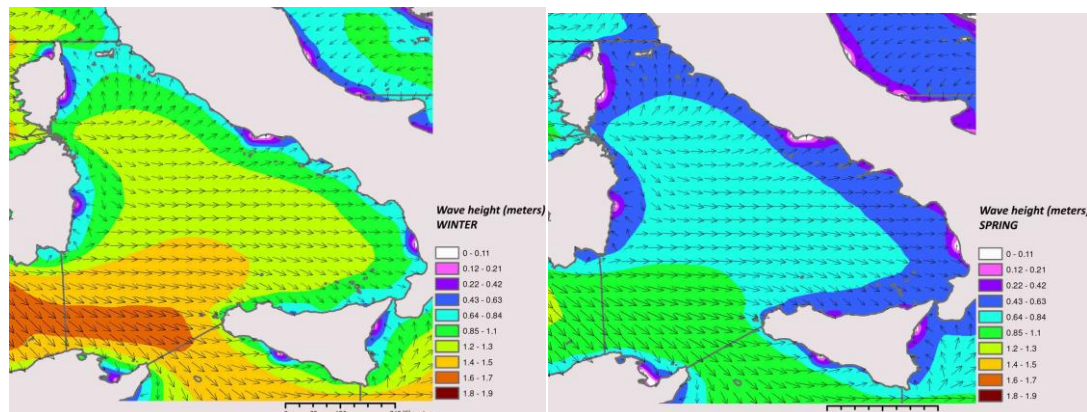 Wave height (meters)
WINTER
0 - 0.11
0.12 - 0.21
0.22 - 0.42
0.43 - 0.63
0.64 - 0.84
0.85 - 1.1
1.2 - 1.3
1.4 - 1.5
1.6 - 1.7
1.8 - 1.9
Wave height (meters)
SPRING
0 - 0.11
0.12 - 0.21
0.22 - 0.42
0.43 - 0.63
0.64 - 0.84
0.85 - 1.1
1.2 - 1.3
1.4 - 1.5
1.6 - 1.7
1.8 - 1.9